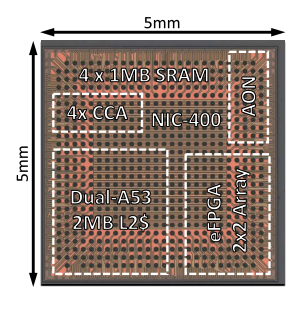 5mm
5mm
4 x 1MB SRAM
AON
4x CCA
NIC-400
Dual-A53
2MB L2$
eFPGA
2x2 Array